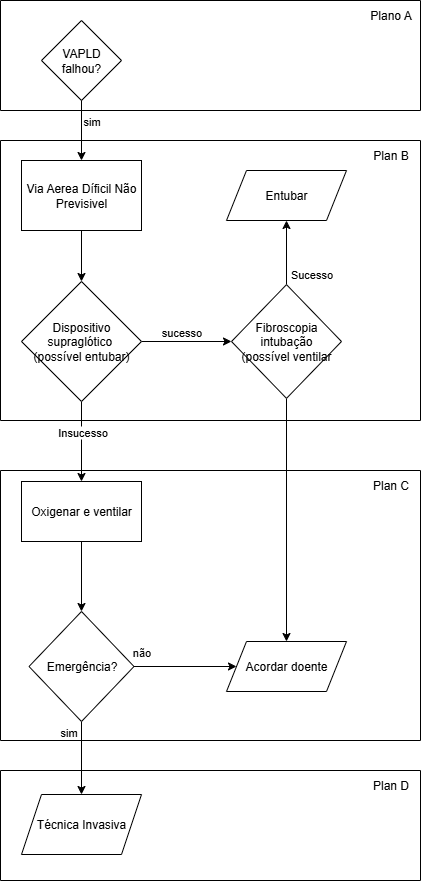 Plano A
VAPLD
falhou?
sim
Plan B
Via Aerea Díficil Não
Previsivel
Entubar
Sucesso
Dispositivo
supraglótico
(possível entubar)
sucesso
Fibroscopia
intubação
(possível ventilar
Insucesso
Plan C
Oxigenar e ventilar
Emergência?
não
Acordar doente
sim
Plan D
Técnica Invasiva